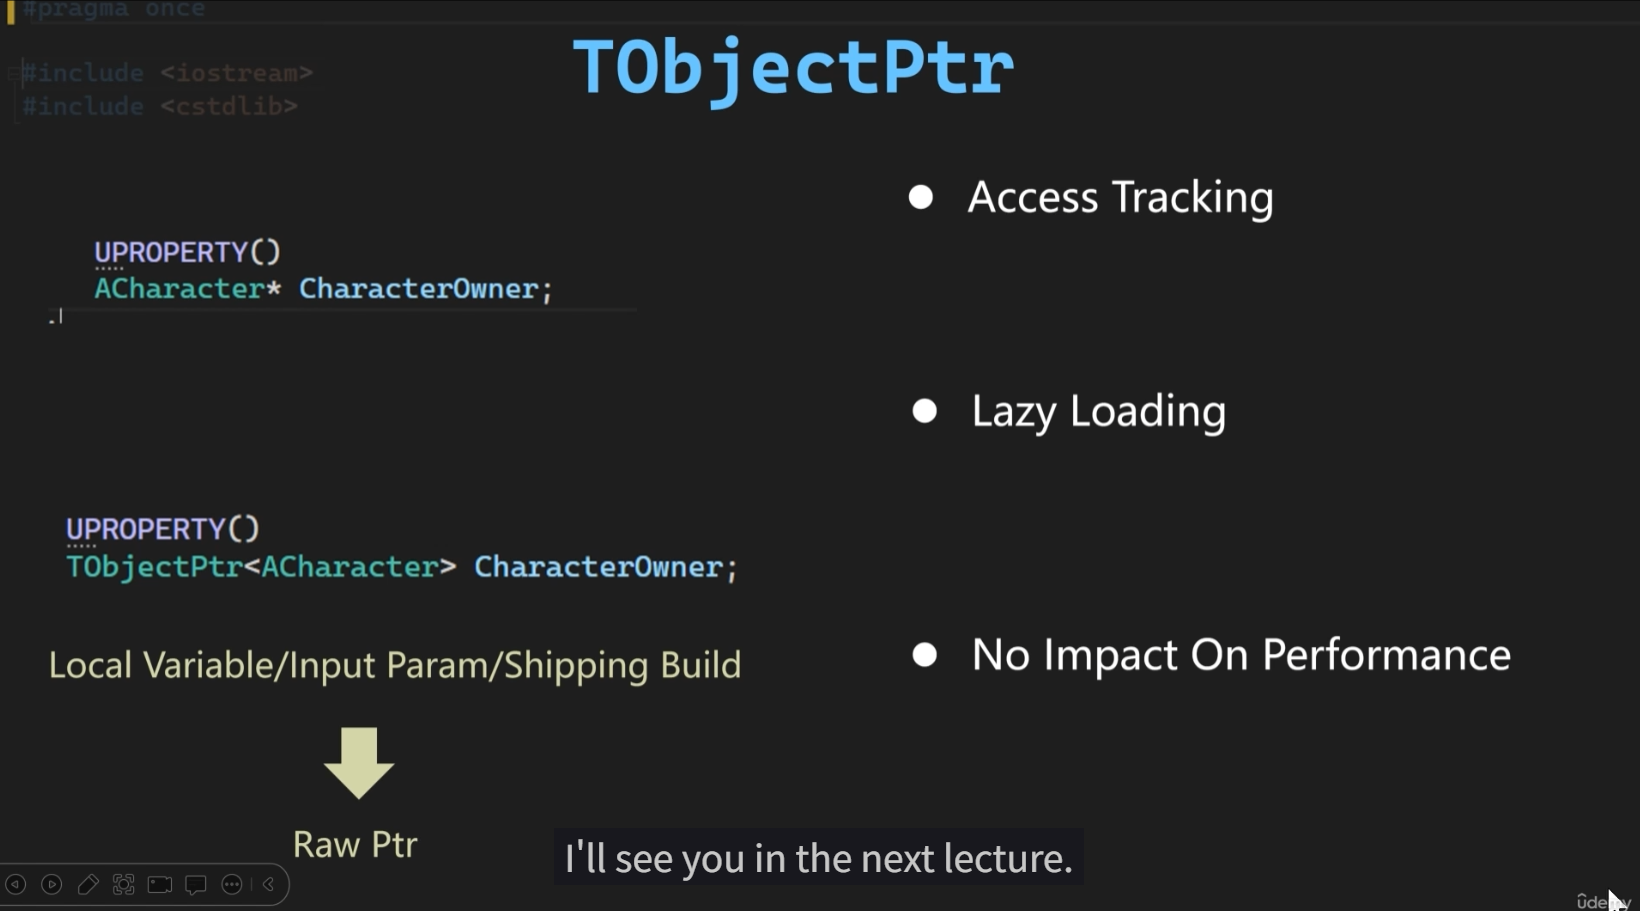 #pragma once
#include <iostream>
#include <cstdlib>
TObjectPtr
UPROPERTY()
ACharacter* CharacterOwner;
UPROPERTY()
TObjectPtr<ACharacter> CharacterOwner;
Local Variable/Input Param/Shipping Build
Raw Ptr
● Access Tracking
● Lazy Loading
● No Impact On Performance
I'll see you in the next lecture.
ûdemy